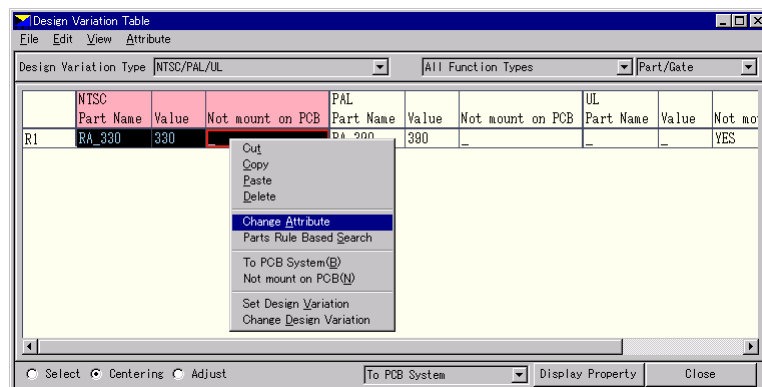 Design Variation Table
File Edit View Attribute
Design Variation Type NTSC/PAL/UL All Function Types Part/Gate
NTSC PAL UL
Part Name Value Not mount on PCB Part Name Value Not mount on PCB Part Name Value Not mo
R1 RA_330 330 _ RA_390 390 _ _ _ YES
Cut
Copy
Paste
Delete
Change Attribute
Parts Rule Based Search
To PCB System(B)
Not mount on PCB(N)
Set Design Variation
Change Design Variation
Select Centering Adjust To PCB System Display Property Close